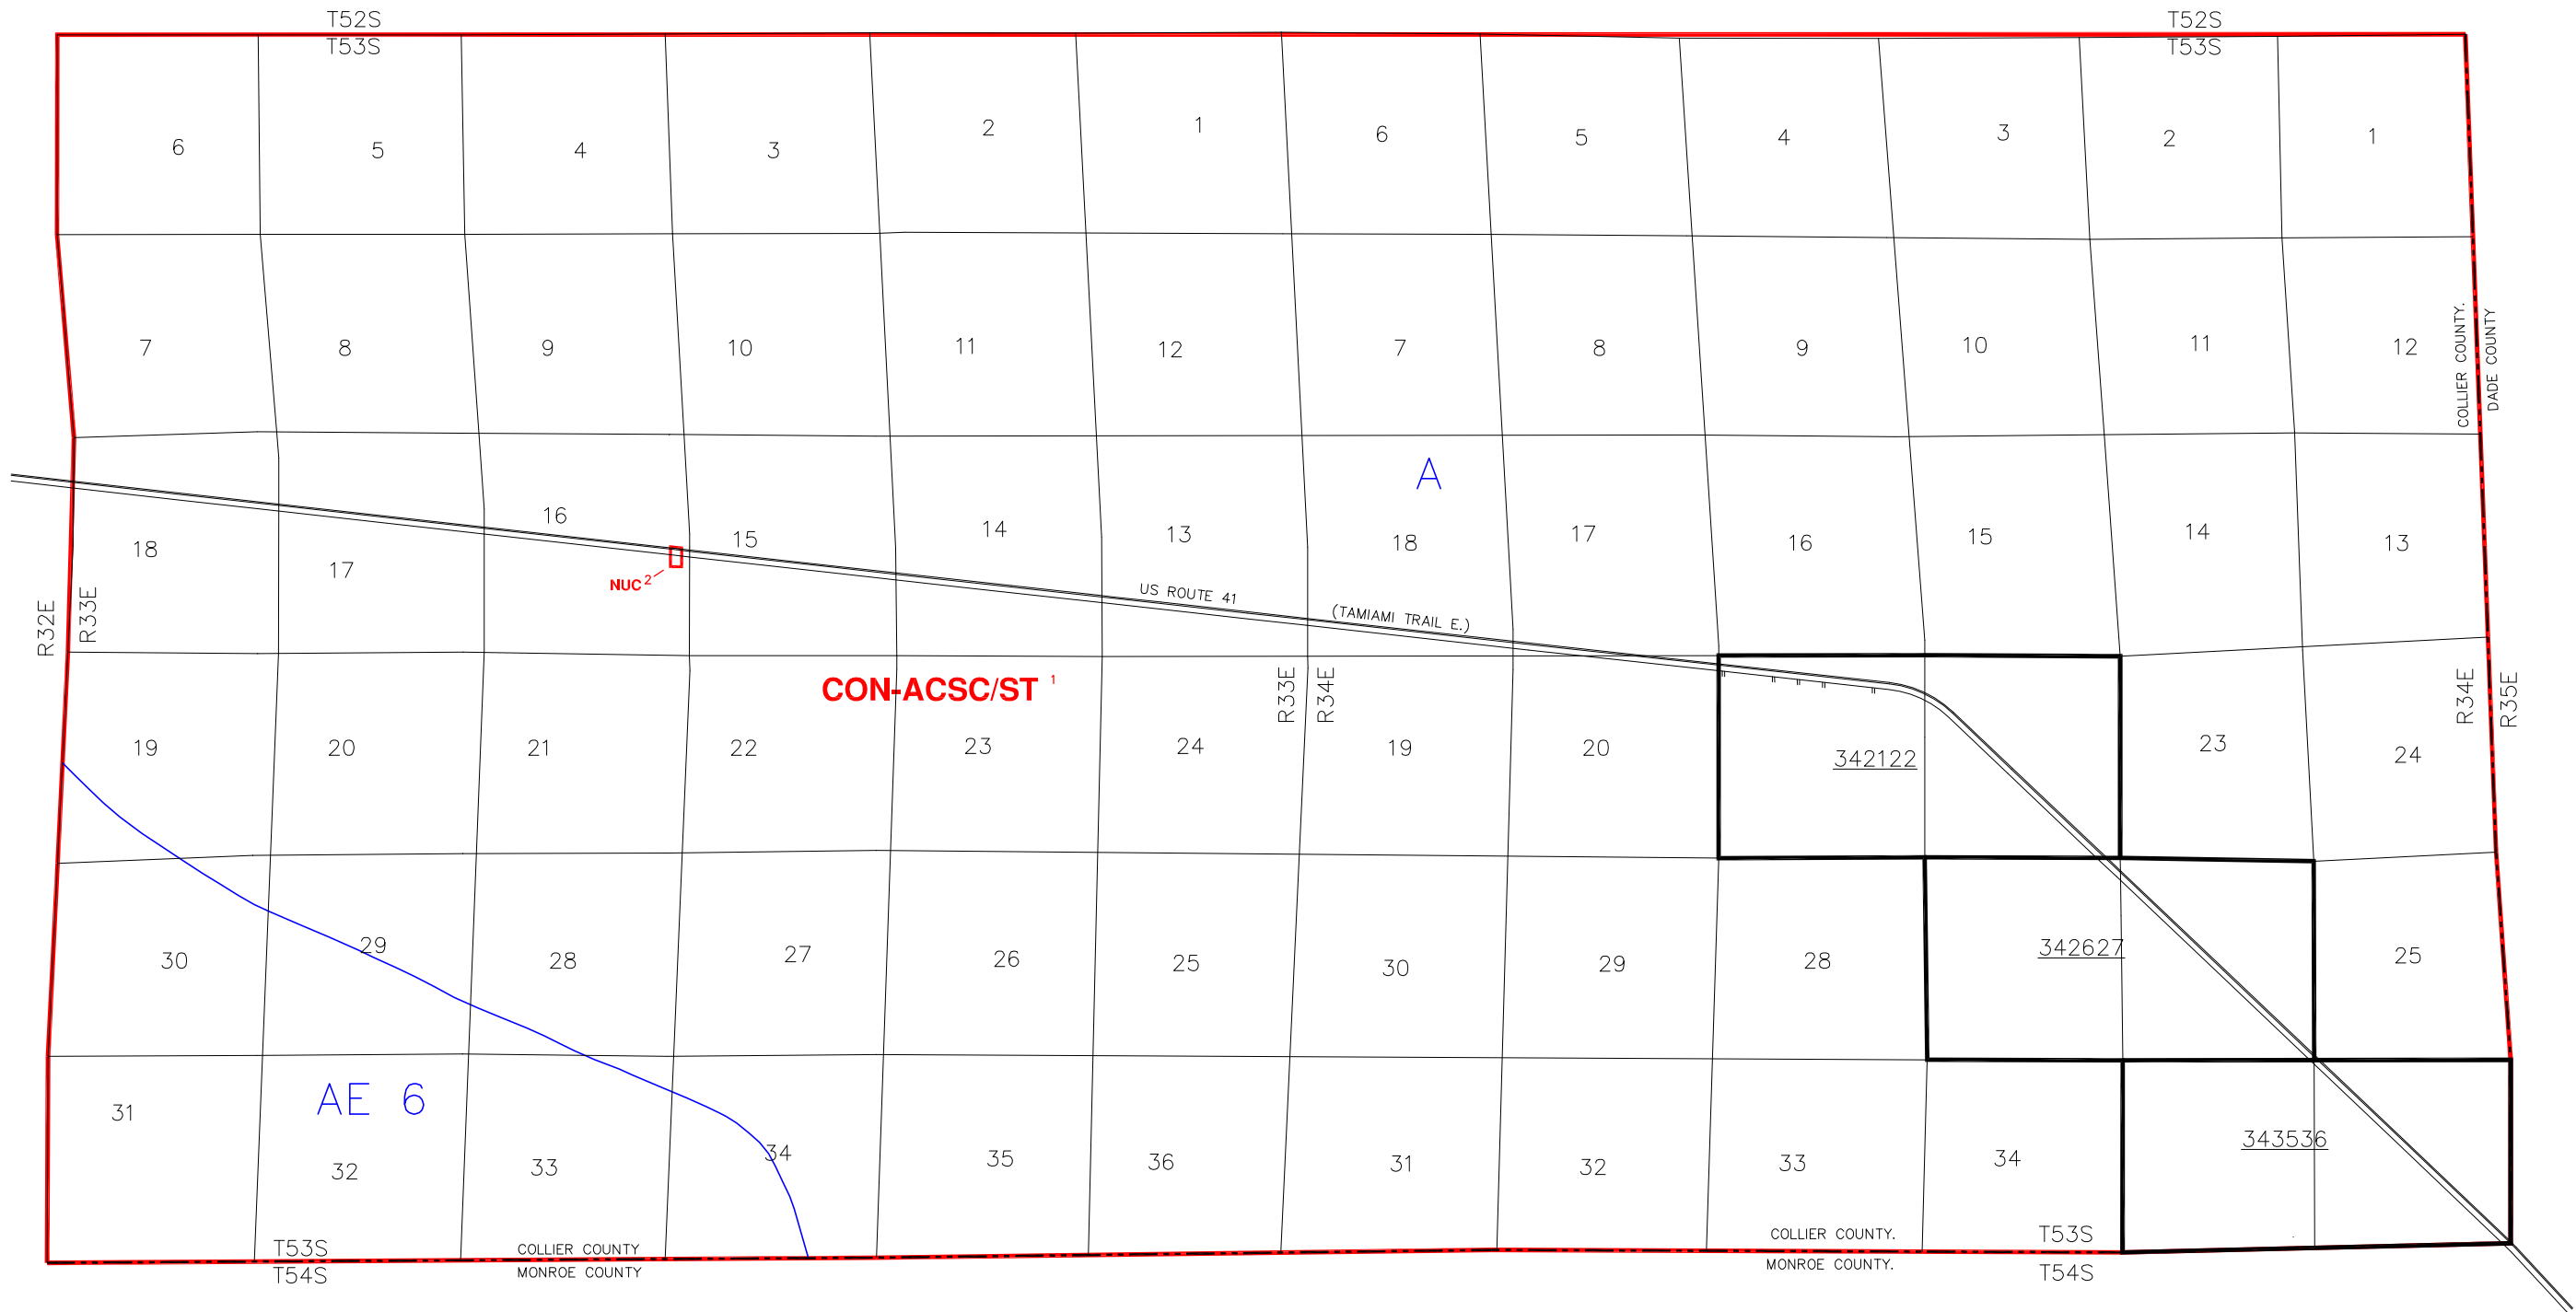 T52S T52S
T53S T53S
6 5 4 3 2 1 6 5 4 3 2 1
COLLIER COUNTY.
DADE COUNTY
7 8 9 10 11 12 7 8 9 10 11 12
A
18 17 16 15 14 13 18 17 16 15 14 13
NUC 2
US ROUTE 41 (TAMIAMI TRAIL E.)
R32E R33E
CON-ACSC/ST 1
R33E R34E
R34E R35E
19 20 21 22 23 24 19 20 342122 23 24
30 29 28 27 26 25 30 29 28 342627 25
AE 6
31 32 33 34 35 36 31 32 33 34 343536
T53S COLLIER COUNTY COLLIER COUNTY. T53S
T54S MONROE COUNTY MONROE COUNTY. T54S